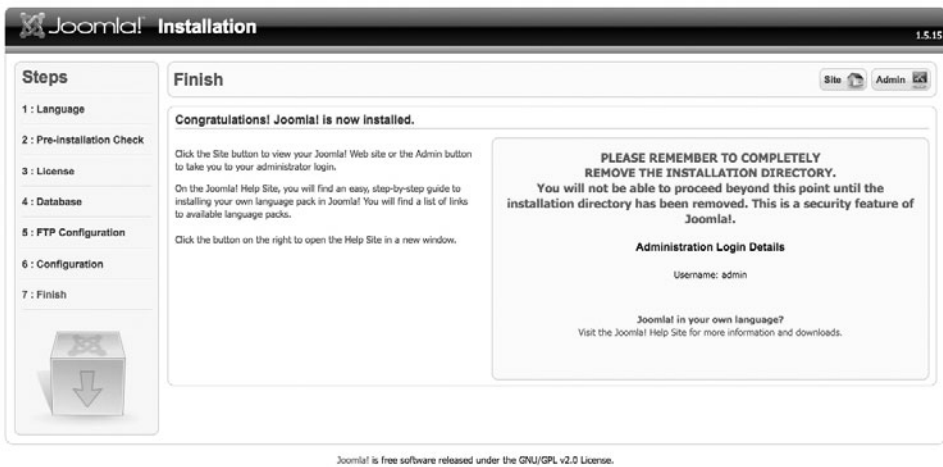 Joomla! Installation
1.5.15
Steps
1 : Language
2 : Pre-installation Check
3 : License
4 : Database
5 : FTP Configuration
6 : Configuration
7 : Finish
Finish
Site
Admin
Congratulations! Joomla! is now installed.
Click the Site button to view your Joomla! Web site or the Admin button
to take you to your administrator login.
On the Joomla! Help Site, you will find an easy, step-by-step guide to
installing your own language pack in Joomla! You will find a list of links
to available language packs.
Click the button on the right to open the Help Site in a new window.
PLEASE REMEMBER TO COMPLETELY
REMOVE THE INSTALLATION DIRECTORY.
You will not be able to proceed beyond this point until the
installation directory has been removed. This is a security feature of
Joomla!.
Administration Login Details
Username: admin
Joomla! in your own language?
Visit the Joomla! Help Site for more information and downloads.
Joomla! is free software released under the GNU/GPL v2.0 License.